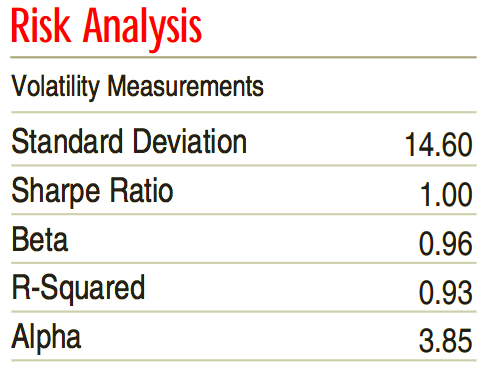 Risk Analysis
Volatility Measurements
Standard Deviation 14.60
Sharpe Ratio 1.00
Beta 0.96
R-Squared 0.93
Alpha 3.85